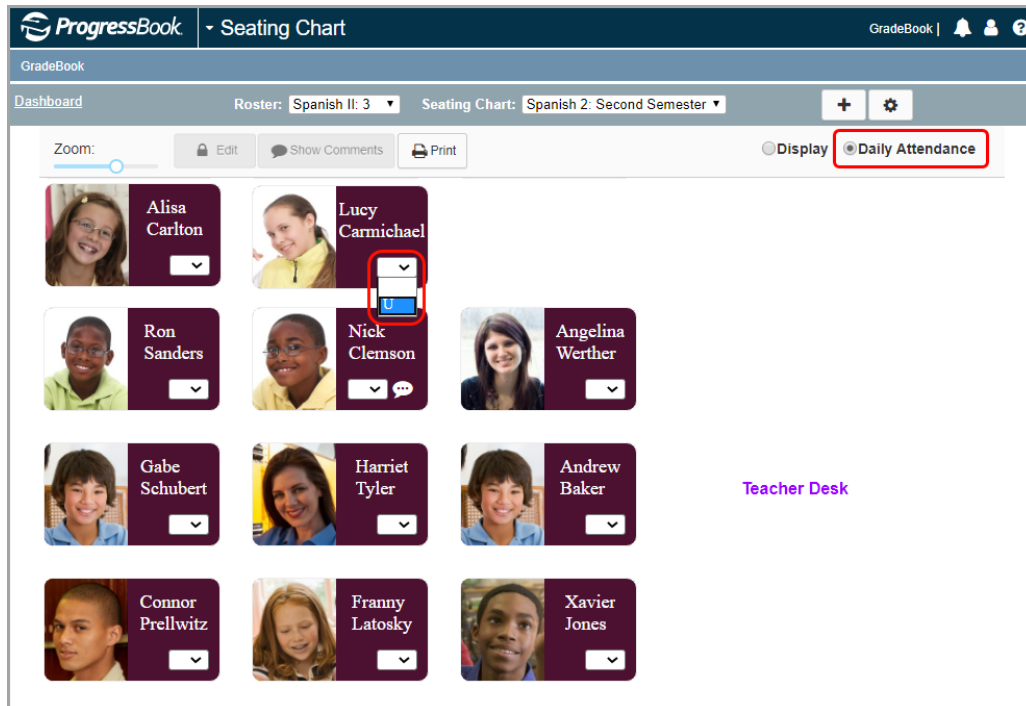 ProgressBook. Seating Chart GradeBook |
GradeBook
Dashboard Roster: Spanish II: 3 Seating Chart: Spanish 2: Second Semester
Zoom: Edit Show Comments Print Display Daily Attendance
Alisa
Carlton
Lucy
Carmichael
U
Ron
Sanders
Nick
Clemson
Angelina
Werther
Gabe
Schubert
Harriet
Tyler
Andrew
Baker
Teacher Desk
Connor
Prellwitz
Franny
Latosky
Xavier
Jones